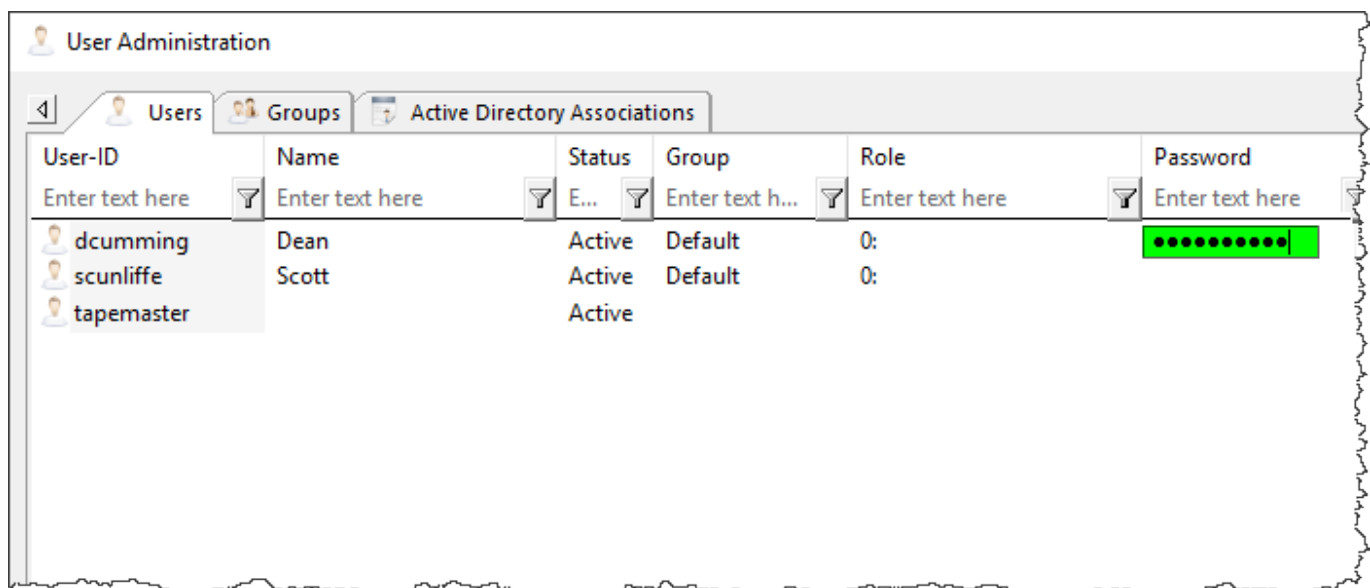 User Administration
Users Groups Active Directory Associations
User-ID Name Status Group Role Password
Enter text here Enter text here E... Enter text h... Enter text here Enter text here
dcumming Dean Active Default 0: ●●●●●●●●●●
scunliffe Scott Active Default 0:
tapemaster Active